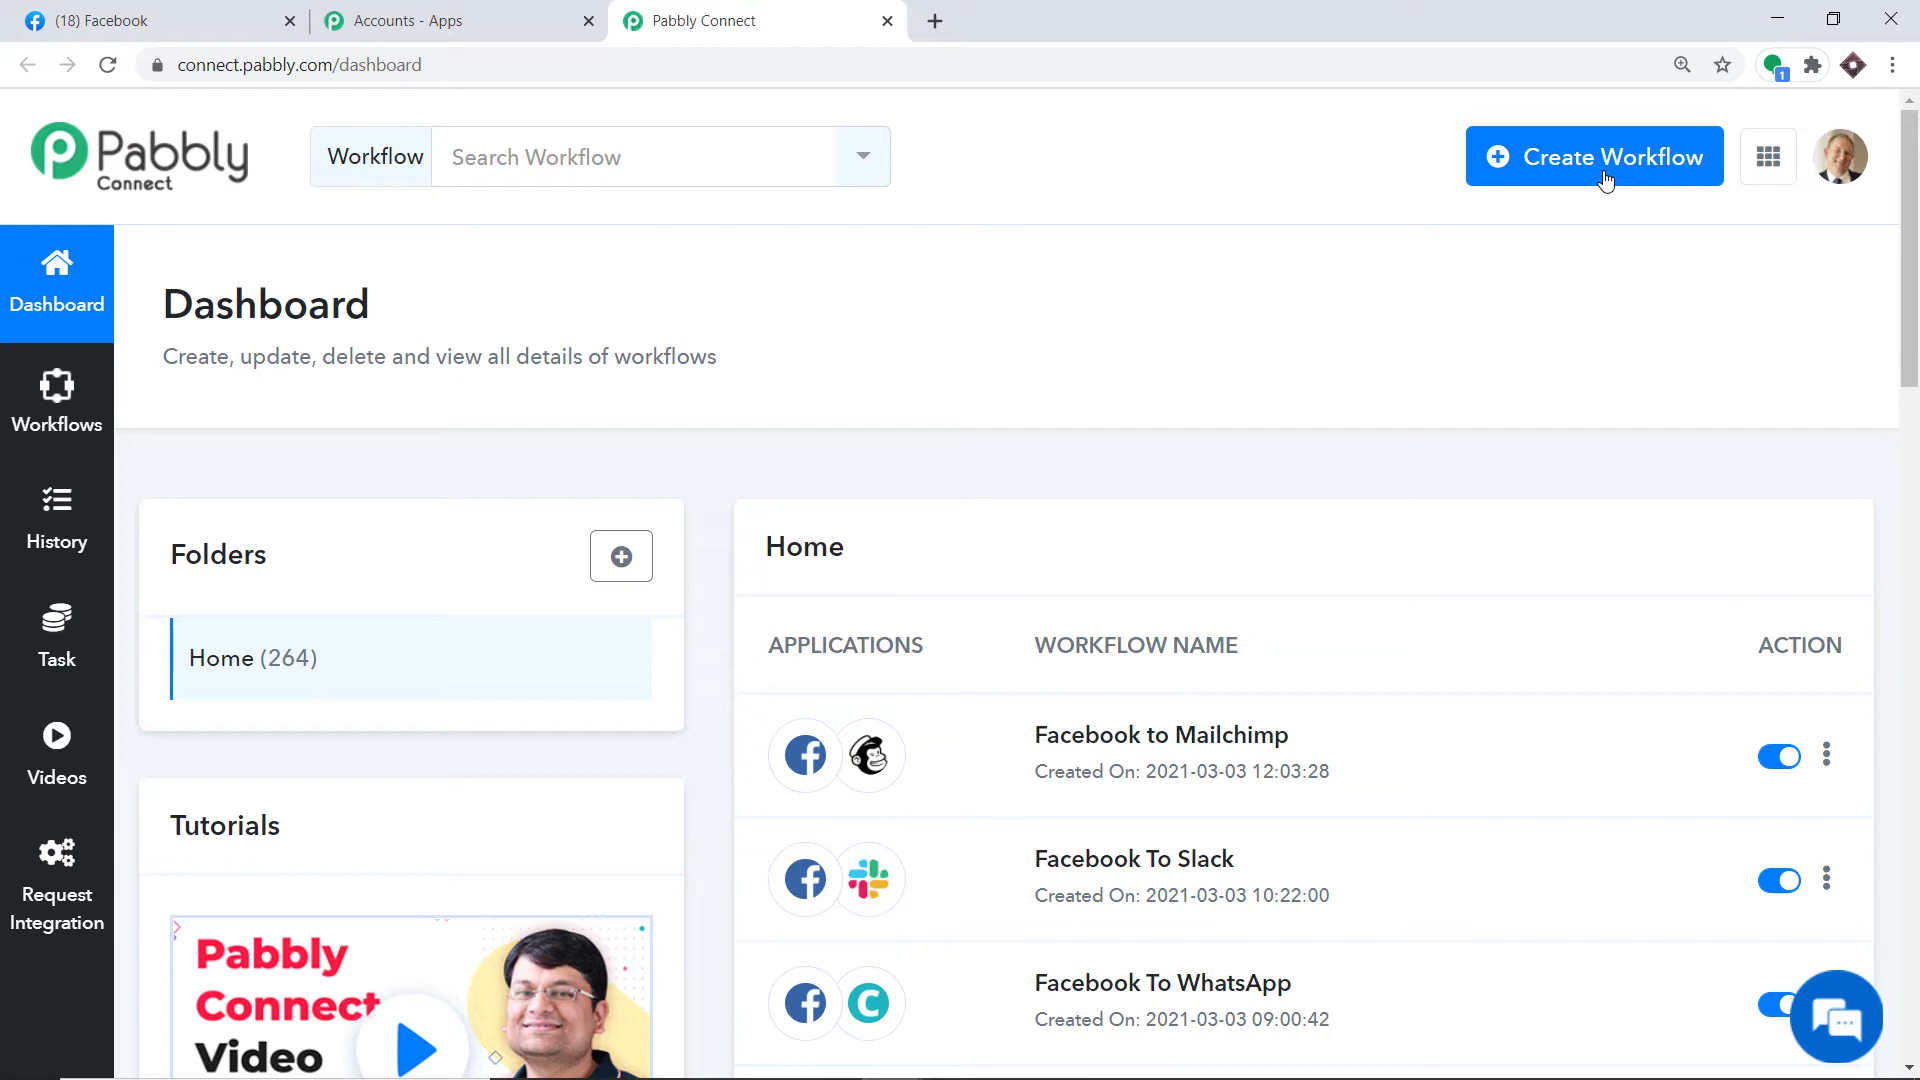 (18) Facebook
Accounts - Apps
Pabbly Connect
connect.pabbly.com/dashboard
1
Pabbly
Connect
Workflow
Search Workflow
Create Workflow
Dashboard
Workflows
History
Task
Videos
Request
Integration
Dashboard
Create, update, delete and view all details of workflows
Folders
Home (264)
Tutorials
Pabbly
Connect
Video
Home
APPLICATIONS
WORKFLOW NAME
ACTION
Facebook to Mailchimp
Created On: 2021-03-03 12:03:28
Facebook To Slack
Created On: 2021-03-03 10:22:00
Facebook To WhatsApp
Created On: 2021-03-03 09:00:42